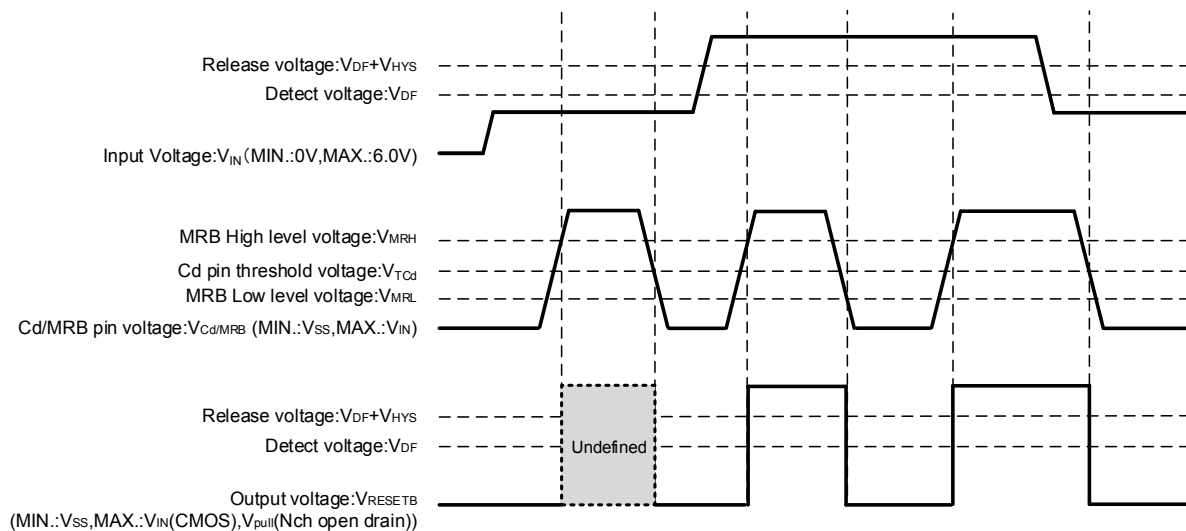 Release voltage:VDF+VHYS
Detect voltage:VDF
Input Voltage:VIN(MIN.:0V,MAX.:6.0V)
MRB High level voltage:VMRH
Cd pin threshold voltage:VTCd
MRB Low level voltage:VMRL
Cd/MRB pin voltage:VCd/MRB (MIN.:VSS,MAX.:VIN)
Release voltage:VDF+VHYS
Detect voltage:VDF
Undefined
Output voltage:VRESETB
(MIN.:VSS,MAX.:VIN(CMOS),Vpull(Nch open drain))